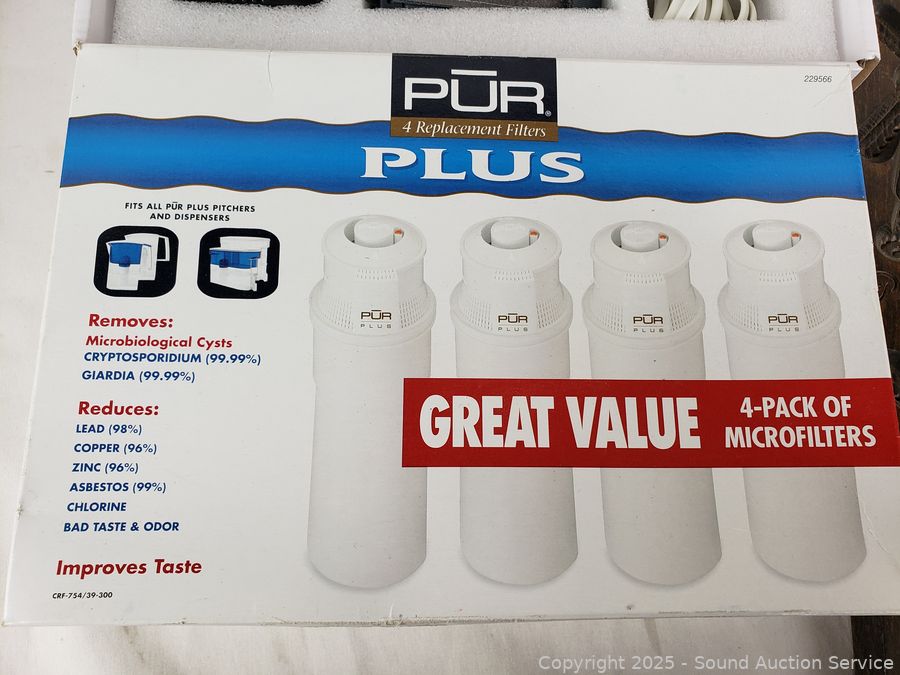 PŪR®
4 Replacement Filters
229566
PLUS
FITS ALL PŪR PLUS PITCHERS
AND DISPENSERS
Removes:
Microbiological Cysts
CRYPTOSPORIDIUM (99.99%)
GIARDIA (99.99%)
Reduces:
LEAD (98%)
COPPER (96%)
ZINC (96%)
ASBESTOS (99%)
CHLORINE
BAD TASTE & ODOR
Improves Taste
CRF-754/39-300
PŪR
PLUS
PŪR
PLUS
PŪR
PLUS
PŪR
PLUS
GREAT VALUE
4-PACK OF
MICROFILTERS
Copyright © 2025 - Sound Auction Service